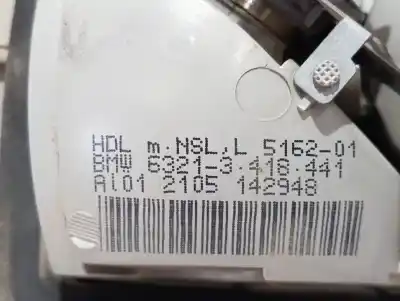 HDL m.NSL,L 5162-01
BMW 6321-3.418.441
AL01 2105 142948